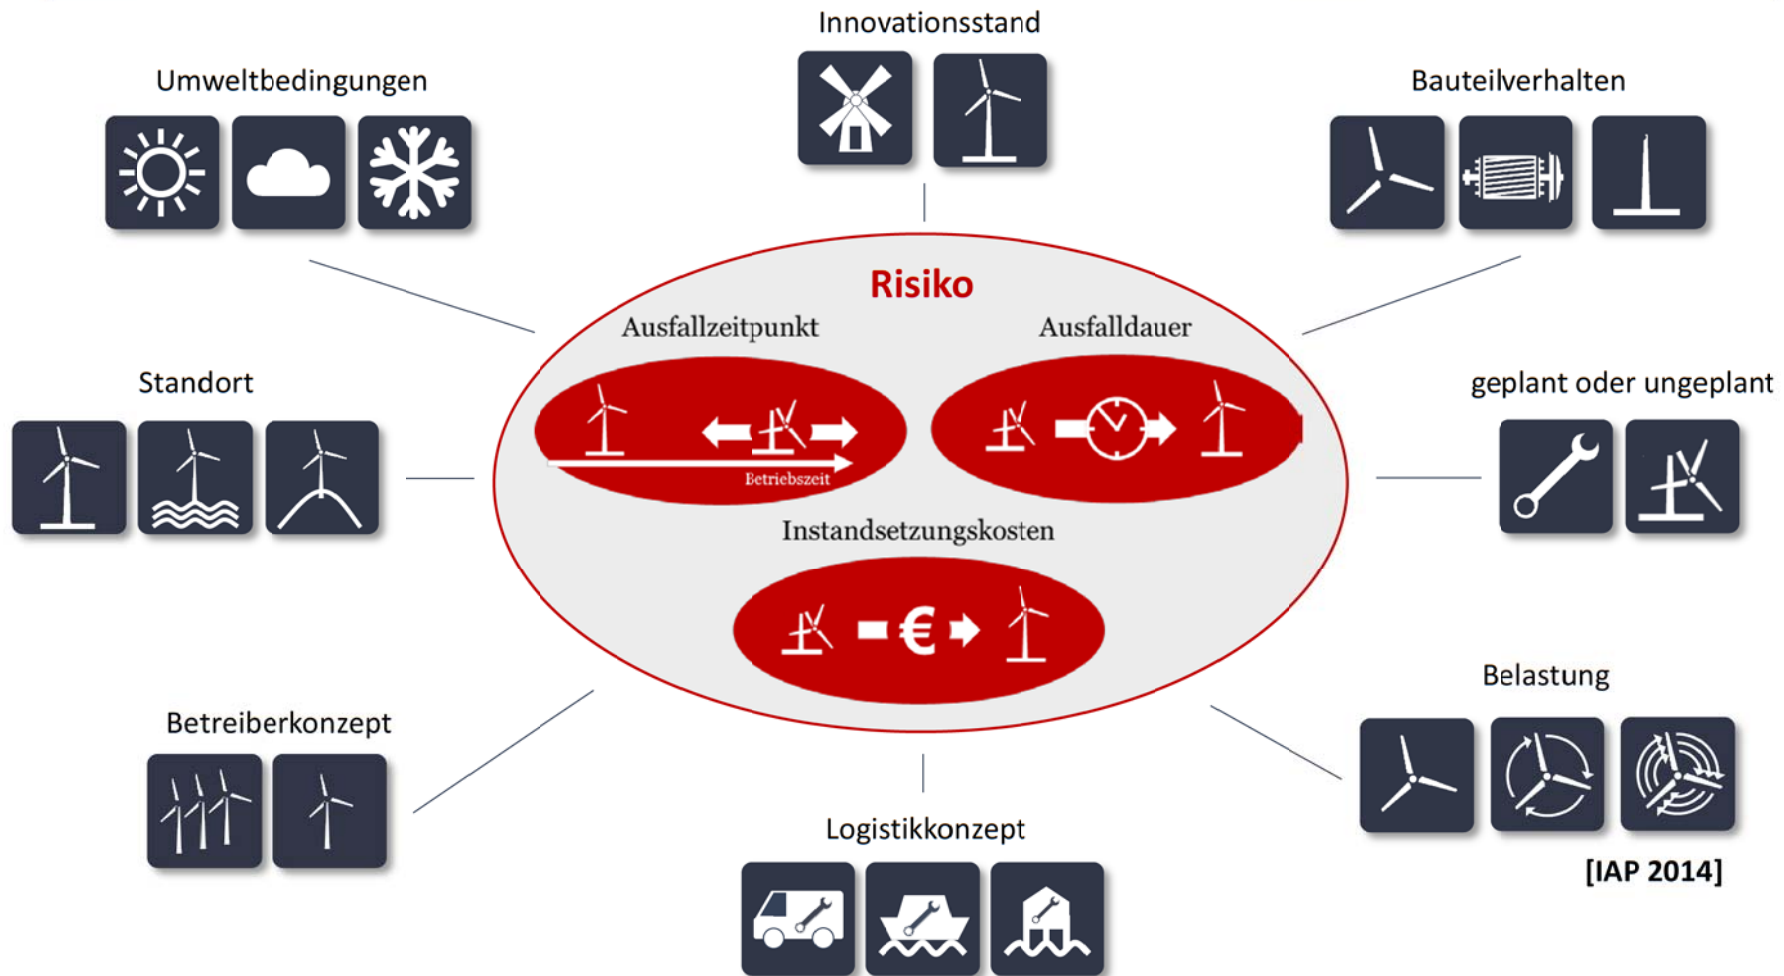 Innovationsstand
Umweltbedingungen
Bauteilverhalten
Risiko
Ausfallzeitpunkt
Ausfalldauer
Standort
geplant oder ungeplant
Betriebszeit
Instandsetzungskosten
€
Belastung
Betreiberkonzept
Logistikkonzept
[IAP 2014]